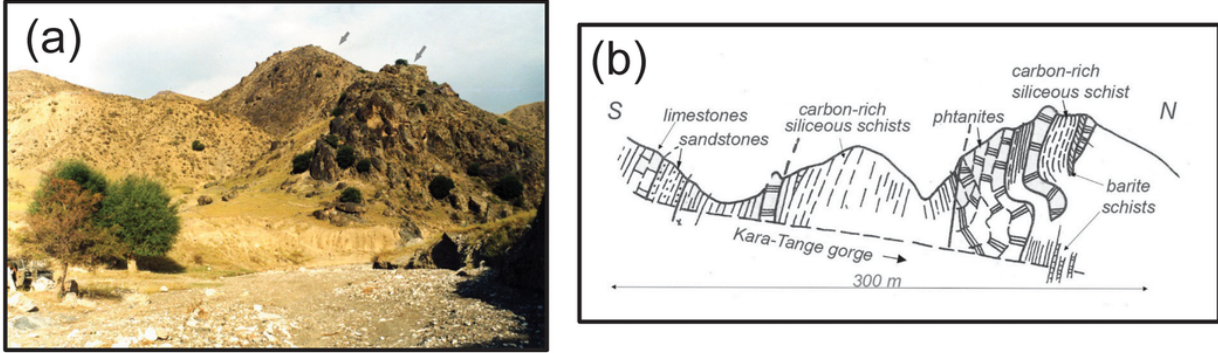 (a)
(b)
S
limestones
sandstones
carbon-rich
siliceous schists
phtanites
carbon-rich
siliceous schist
N
barite
schists
Kara-Tange gorge
300 m